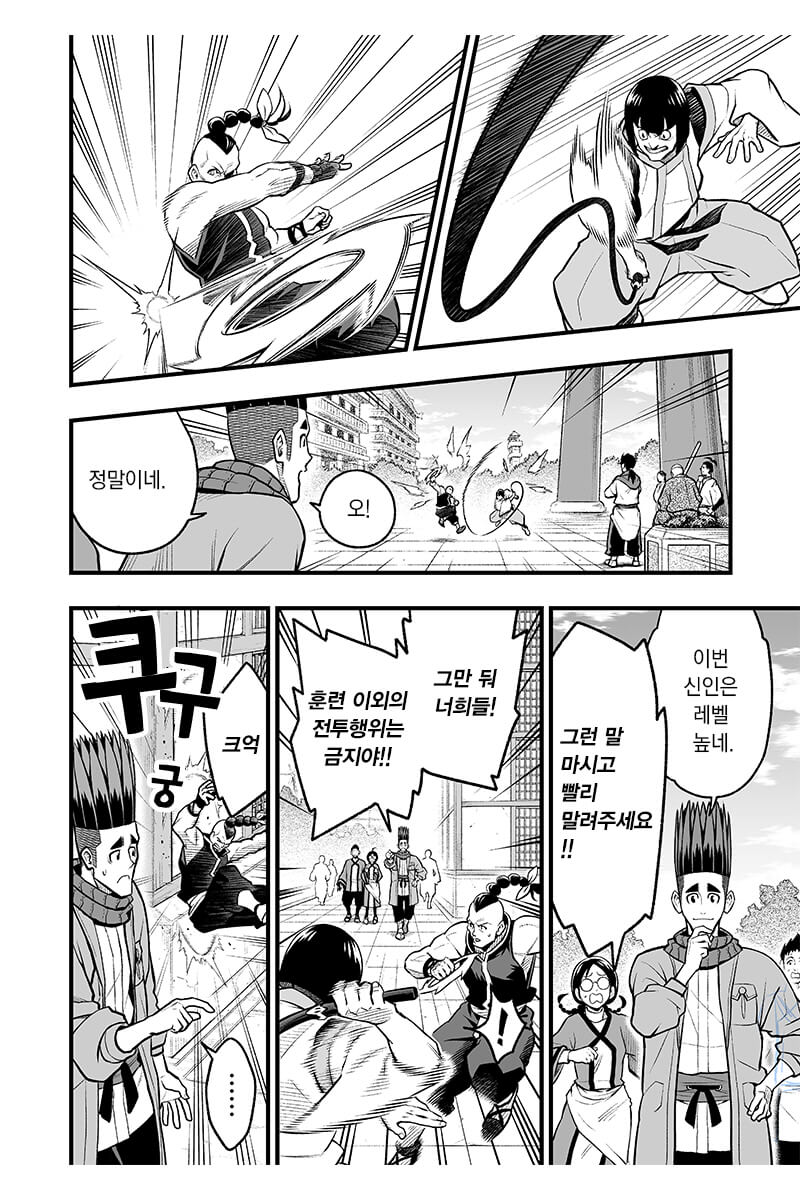 오!
정말이네.
이번
신인은
레벨
높네.
그런 말
마시고
빨리
말려주세요
!!
그만 둬
너희들!
훈련 이외의
전투행위는
금지야!!
!
크억
쿠구
궁
……